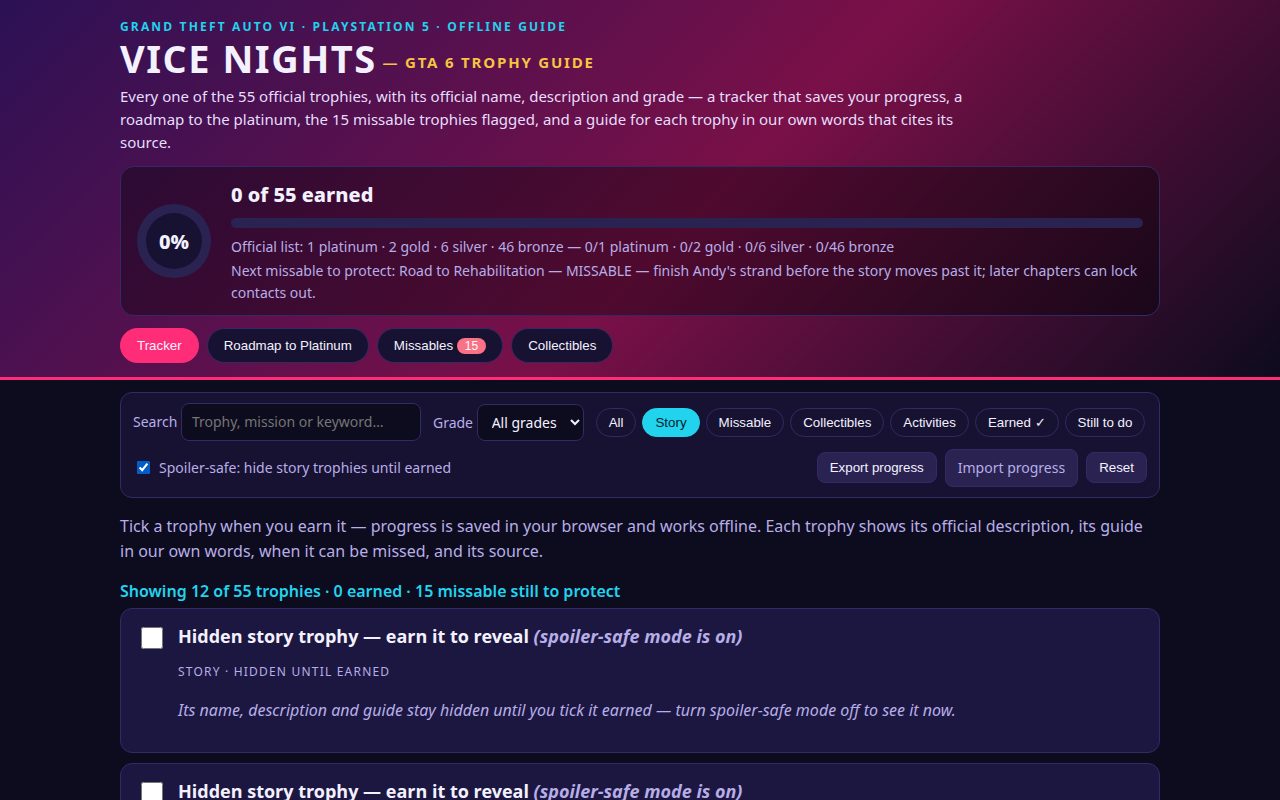 GRAND THEFT AUTO VI · PLAYSTATION 5 · OFFLINE GUIDE
VICE NIGHTS — GTA 6 TROPHY GUIDE
Every one of the 55 official trophies, with its official name, description and grade — a tracker that saves your progress, a
roadmap to the platinum, the 15 missable trophies flagged, and a guide for each trophy in our own words that cites its
source.
0%
0 of 55 earned
Official list: 1 platinum · 2 gold · 6 silver · 46 bronze — 0/1 platinum · 0/2 gold · 0/6 silver · 0/46 bronze
Next missable to protect: Road to Rehabilitation — MISSABLE — finish Andy's strand before the story moves past it; later chapters can lock
contacts out.
Tracker Roadmap to Platinum Missables 15 Collectibles
Search Trophy, mission or keyword... Grade All grades All Story Missable Collectibles Activities Earned ✓ Still to do
Spoiler-safe: hide story trophies until earned Export progress Import progress Reset
Tick a trophy when you earn it — progress is saved in your browser and works offline. Each trophy shows its official description, its guide
in our own words, when it can be missed, and its source.
Showing 12 of 55 trophies · 0 earned · 15 missable still to protect
Hidden story trophy — earn it to reveal (spoiler-safe mode is on)
STORY · HIDDEN UNTIL EARNED
Its name, description and guide stay hidden until you tick it earned — turn spoiler-safe mode off to see it now.
Hidden story trophy — earn it to reveal (spoiler-safe mode is on)